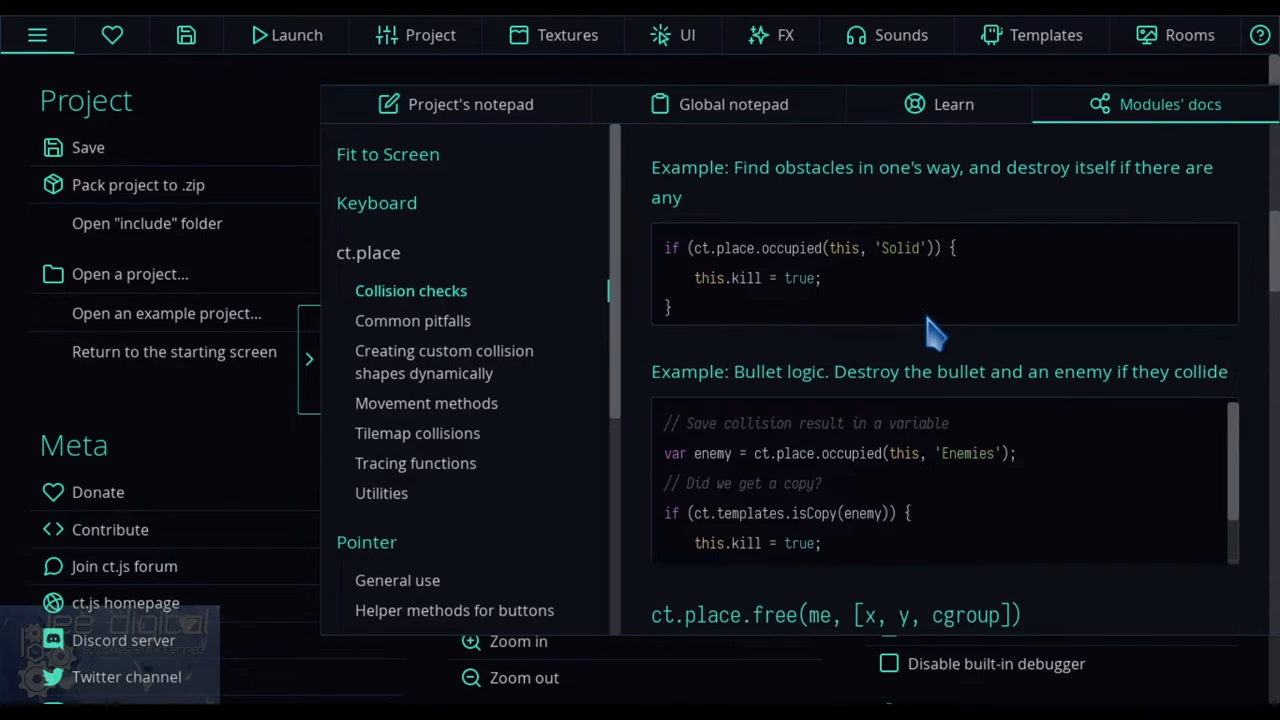 Launch
Project
Textures
UI
FX
Sounds
Templates
Rooms
Project
Save
Pack project to .zip
Open "include" folder
Open a project...
Open an example project...
Return to the starting screen
Meta
Donate
Contribute
Join ct.js forum
ct.js homepage
Discord server
Twitter channel
Project's notepad
Global notepad
Learn
Modules' docs
Fit to Screen
Keyboard
ct.place
Collision checks
Common pitfalls
Creating custom collision
shapes dynamically
Movement methods
Tilemap collisions
Tracing functions
Utilities
Pointer
General use
Helper methods for buttons
Example: Find obstacles in one's way, and destroy itself if there are
any
if (ct.place.occupied(this, 'Solid')) {
this.kill = true;
}
Example: Bullet logic. Destroy the bullet and an enemy if they collide
// Save collision result in a variable
var enemy = ct.place.occupied(this, 'Enemies');
// Did we get a copy?
if (ct.templates.isCopy(enemy)) {
this.kill = true;
ct.place.free(me, [x, y, cgroup])
Zoom in
Zoom out
Disable built-in debugger